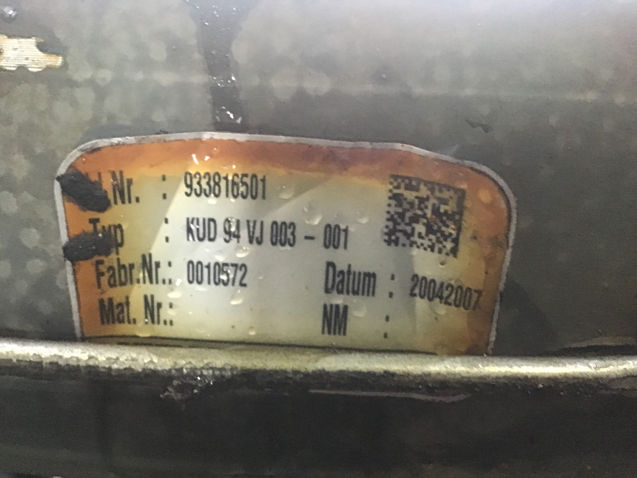 Nr. : 933816501
Typ : KUD 94 VJ 003 - 001
Fabr.Nr.: 0010572 Datum : 20042007
Mat. Nr.: NM :